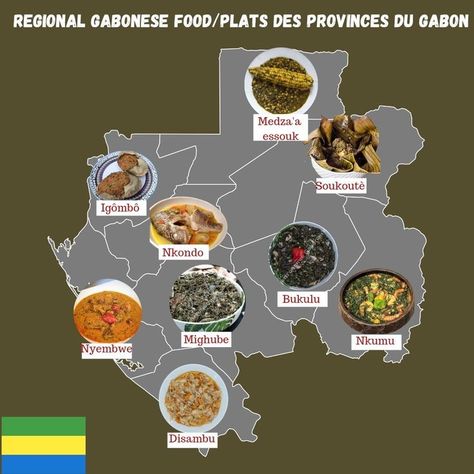 REGIONAL GABONESE FOOD/PLATS DES PROVINCES DU GABON
Medza'a
essouk
Soukoutè
Igômbô
Nkondo
Bukulu
Nyembwe
Mighube
Nkumu
Disambu